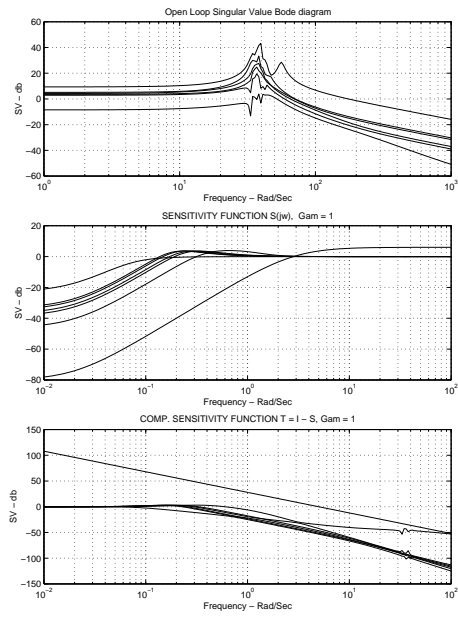 Open Loop Singular Value Bode diagram
60
40
20
0
−20
−40
−60
SV − db
10^0 10^1 10^2 10^3
Frequency − Rad/Sec
SENSITIVITY FUNCTION S(jw), Gam = 1
20
0
−20
−40
−60
−80
SV − db
10^−2 10^−1 10^0 10^1 10^2
Frequency − Rad/Sec
COMP. SENSITIVITY FUNCTION T = I − S, Gam = 1
150
100
50
0
−50
−100
−150
SV − db
10^−2 10^−1 10^0 10^1 10^2
Frequency − Rad/Sec